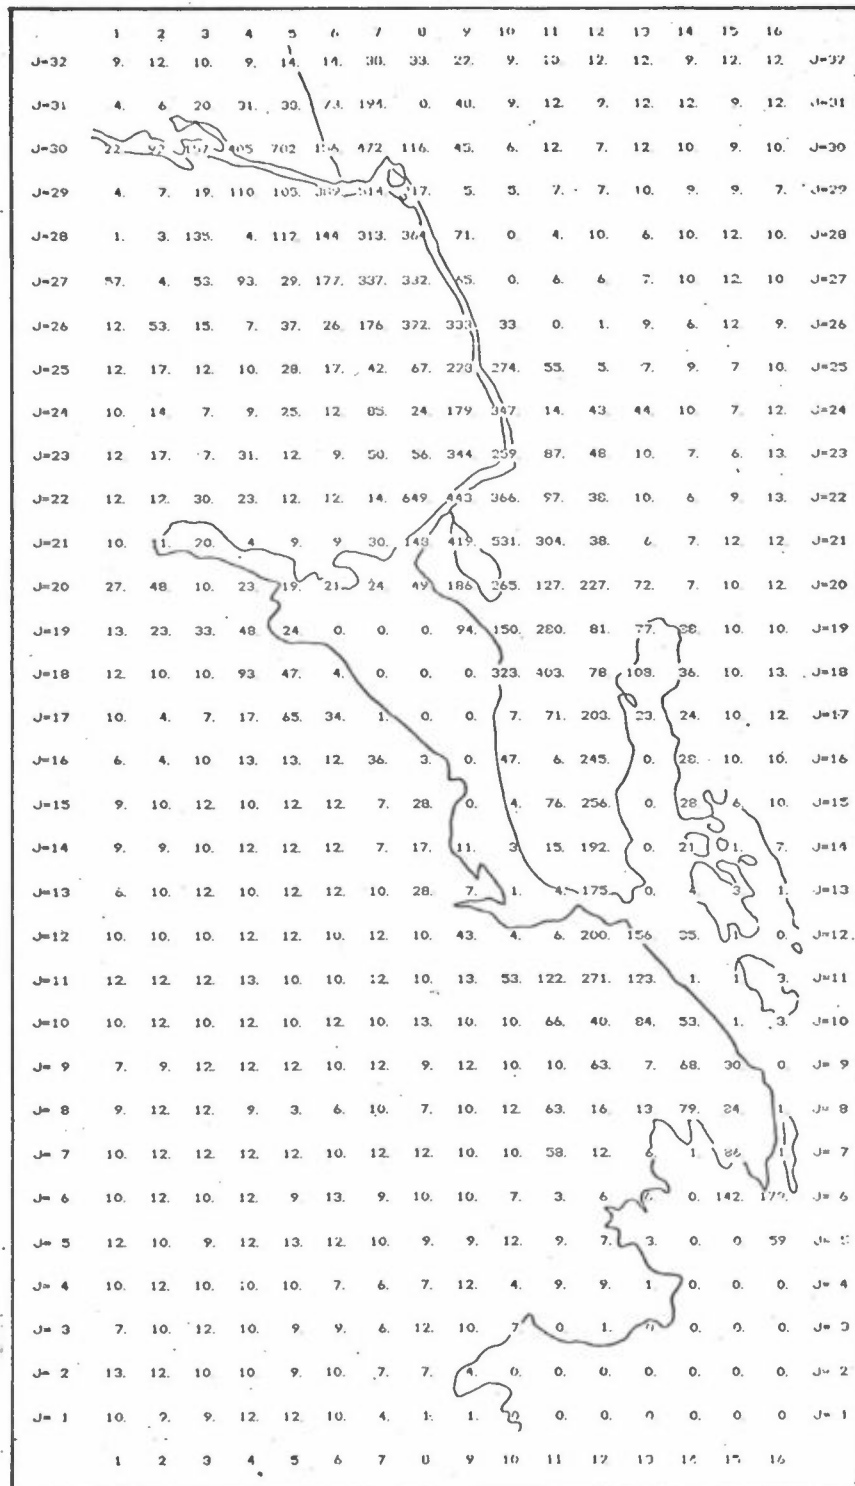 1 2 3 4 5 6 7 8 9 10 11 12 13 14 15 16
J=32 9. 12. 10. 9. 14. 14. 30. 33. 22. 9. 10. 12. 12. 9. 12. 12. J=32
J=31 4. 6. 20. 31. 30. 73. 194. 0. 40. 9. 12. 9. 12. 12. 9. 12. J=31
J=30 22. 92. 157. 405. 702. 156. 472. 116. 45. 6. 12. 7. 12. 10. 9. 10. J=30
J=29 4. 7. 19. 110. 105. 514. 5. 5. 7. 7. 10. 9. 9. 7. J=29
J=28 1. 3. 135. 4. 112. 144. 313. 364. 71. 0. 4. 10. 6. 10. 12. 10. J=28
J=27 57. 4. 53. 93. 29. 177. 337. 332. 65. 0. 6. 6. 7. 10. 12. 10 J=27
J=26 12. 53. 15. 7. 37. 26. 176. 372. 333. 33 0. 1. 9. 6. 12 9. J=26
J=25 12. 17. 12. 10. 28. 17. 42. 67. 274. 55. 5. 7. 9. 7 10. J=25
J=24 10. 14. 7. 9. 25. 12. 85. 24. 179. 347. 14. 43. 44. 10. 7. 12. J=24
J=23 12 17. 7. 31. 12. 9. 50. 56. 344. 259. 87. 48. 10. 7. 6. 13. J=23
J=22 12. 12. 30. 23. 12. 12. 14. 649. 443. 366. 97. 38. 10. 6. 9. 13. J=22
J=21 10. 11. 20. 4. 9. 9. 30. 148. 419. 531. 304. 38. 6. 7. 12. 12. J=21
J=20 27. 48. 10. 23. 19. 21. 24. 49. 186. 265. 127. 227. 72. 7. 10. 12. J=20
J=19 13. 23. 33. 48. 24. 0. 0. 0. 94. 150. 280. 81. 77. 88. 10. 10. J=19
J=18 12. 10. 10. 93. 47. 4. 0. 0. 0. 323. 403. 78. 108. 36. 10. 13. J=18
J=17 10. 4. 7. 17. 65. 34. 1. 0. 0. 7. 71. 203. 23. 24. 10. 12. J=17
J=16 6. 4. 10 13. 13. 12. 36. 3. 0. 47. 6. 245. 0. 28. 10. 10. J=16
J=15 9. 10. 12. 10. 12. 12. 7. 28. 0. 4. 76. 256. 0. 28. 6. 10. J=15
J=14 9. 9. 10. 12. 12. 12. 7. 17. 11. 3. 15. 192. 0. 21. 1. 7. J=14
J=13 6. 10. 12. 10. 12. 12. 10. 28. 7. 1. 4. 175. 0. 4. 3. 1. J=13
J=12 10. 10. 10. 12. 12. 10. 12. 10. 43. 4. 6. 200. 156. 35. 1. 0. J=12.
J=11 12. 12. 12. 13. 10. 10. 12. 10. 13. 53. 122. 271. 123. 1. 1. 3. J=11
J=10 10. 12. 10. 12. 10. 12. 10. 13. 10. 10. 66. 40. 84. 53. 1. 3. J=10
J= 9 7. 9. 12. 12. 12. 10. 12. 9. 12. 10. 10. 63. 7. 68. 30. 0. J= 9
J= 8 9. 12. 12. 9. 3. 6. 10. 7. 10. 12. 63. 16 13. 79. 84. 1. J= 8
J= 7 10. 12. 12. 12. 12. 10. 12. 12. 10. 10. 58. 12. 6. 1. 86. 1. J= 7
J= 6 10. 12. 10. 12. 9 13. 9. 10. 10. 7. 3. 6. 0. 142. J= 6
J= 5 12. 10. 9. 12. 13. 12. 10. 9. 9. 12. 9. 7. 3. 0. 0 59 J= 5
J= 4 10. 12. 10. 10. 10. 7. 6. 7. 12. 4. 9. 9. 1. 0. 0. 0. J= 4
J= 3 7. 10. 12. 10. 9. 9. 6. 12. 10. 7. 0. 1. 0. 0. 0. 0. J= 3
J= 2 13. 12. 10 10 9. 10. 7. 7. 4. 0. 0. 0. 0. 0. 0. 0. J= 2
J= 1 10. 9. 9. 12. 12. 10. 4. 1. 1. 0. 0. 0. 0 0. 0 0 J= 1
1 2 3 4 5 6 7 8 9 10 11 12 13 14 15 16